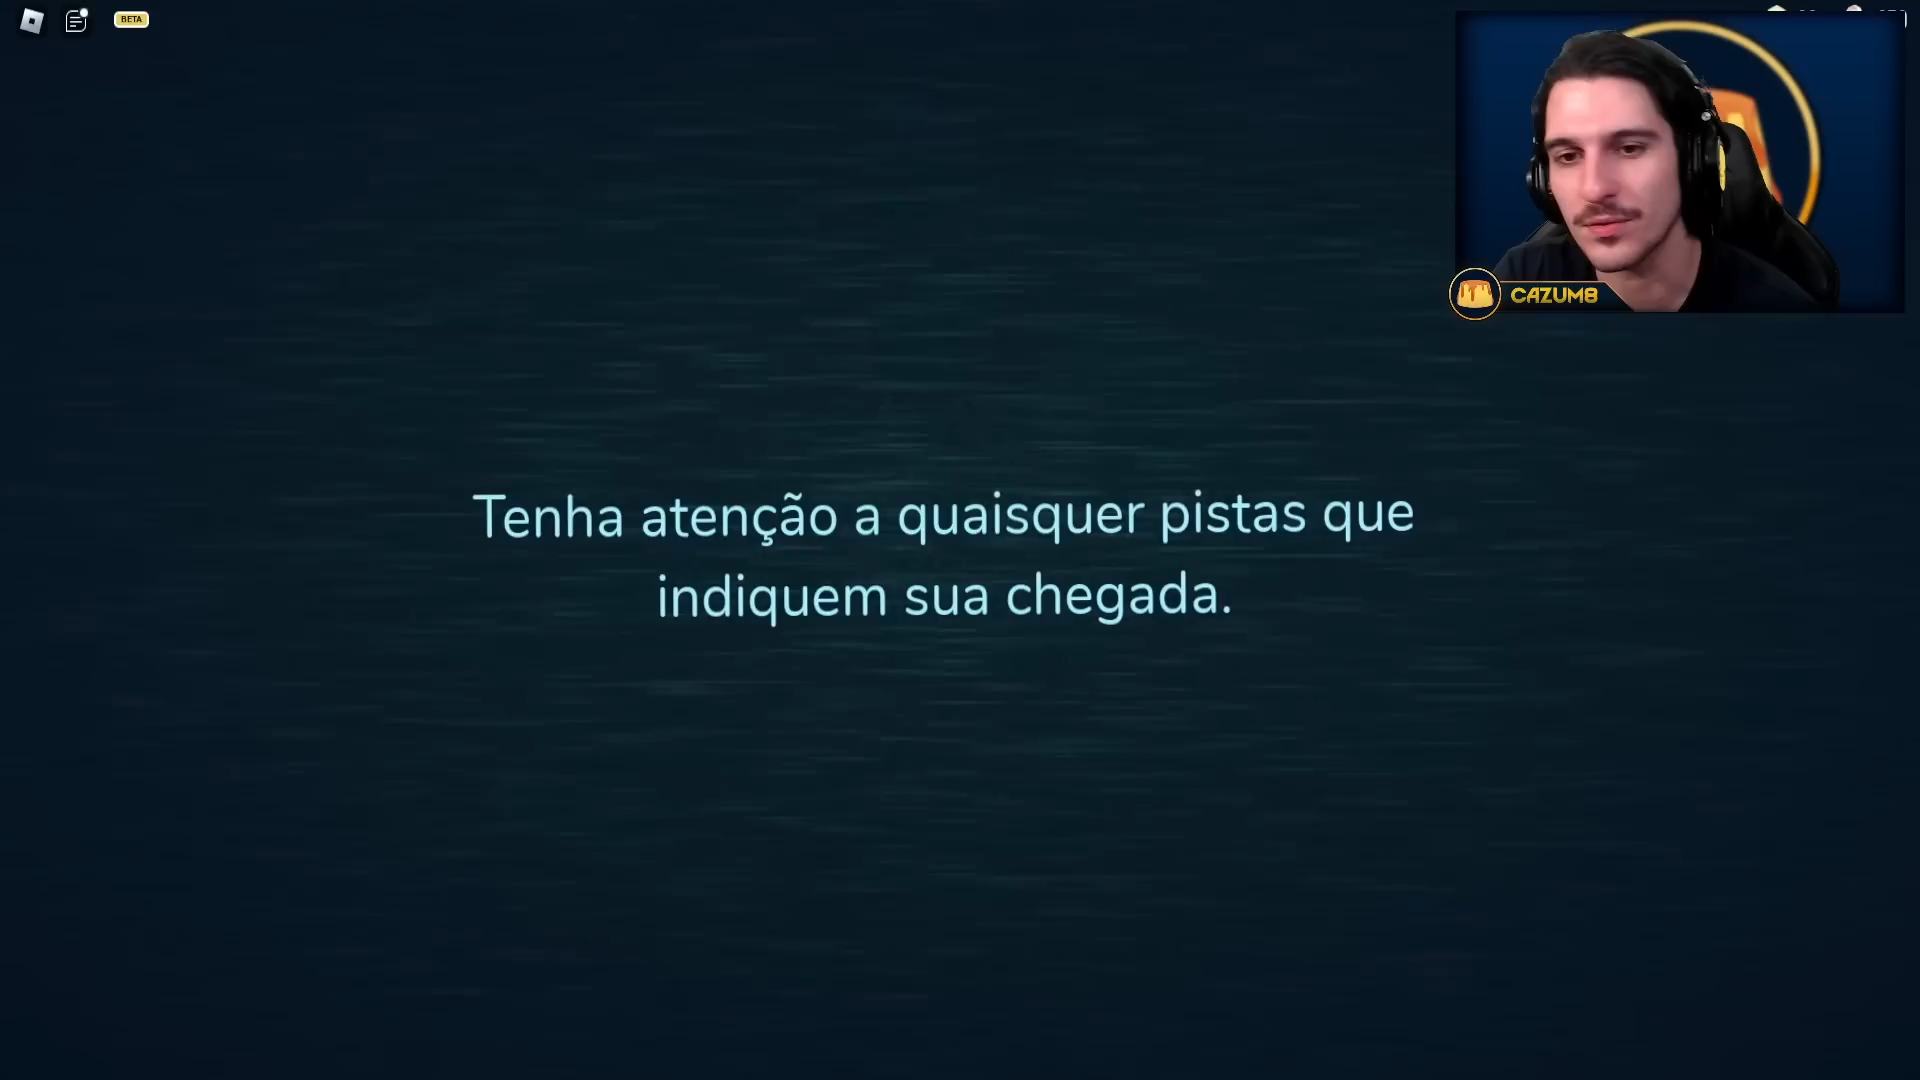 BETA
Tenha atenção a quaisquer pistas que
indiquem sua chegada.
CAZUM8